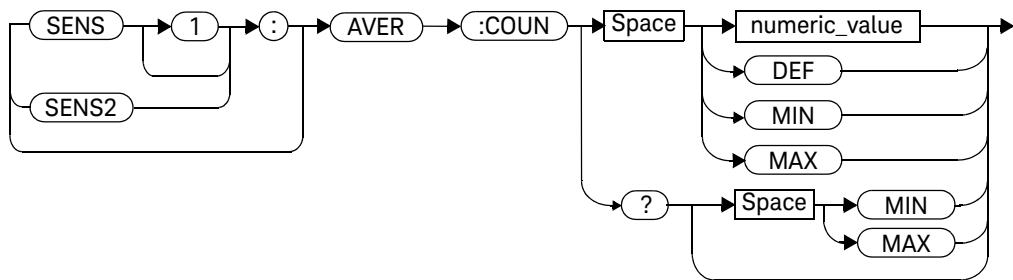 SENS 1 : AVER :COUN Space numeric_value
DEF
SENS2 MIN
MAX
? Space MIN
MAX